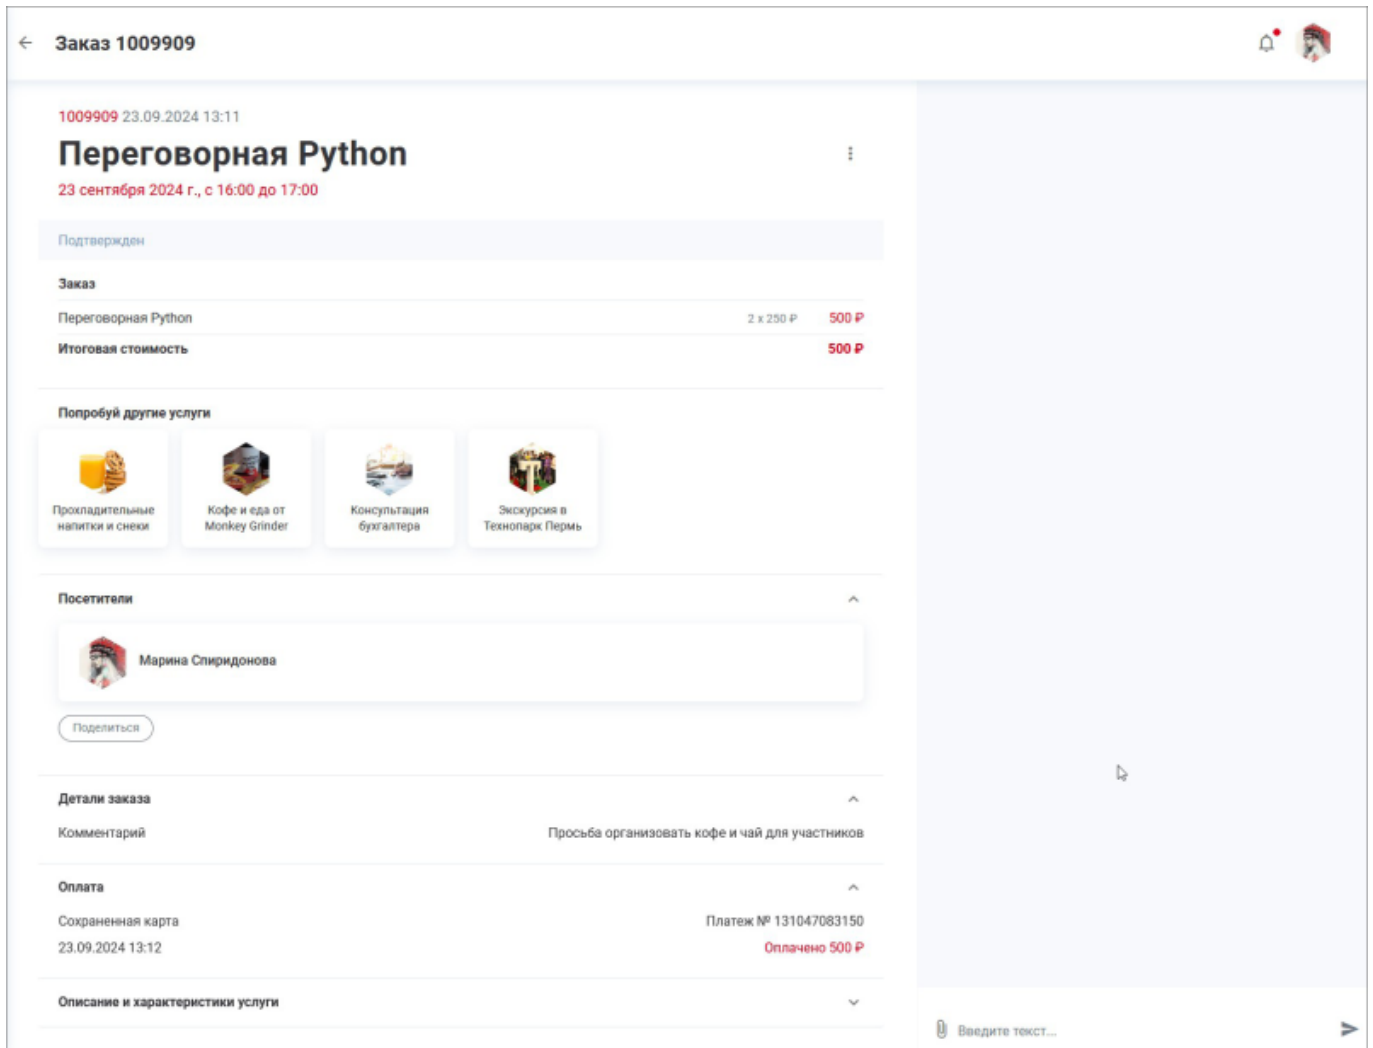 Заказ 1009909
1009909 23.09.2024 13:11
Переговорная Python
23 сентября 2024 г., с 16:00 до 17:00
Подтвержден
Заказ
Переговорная Python 2 x 250 ₽ 500 ₽
Итоговая стоимость 500 ₽
Попробуй другие услуги
Прохладительные напитки и снеки
Кофе и еда от Monkey Grinder
Консультация бухгалтера
Экскурсия в Технопарк Пермь
Посетители
Марина Спиридонова
Поделиться
Детали заказа
Комментарий Просьба организовать кофе и чай для участников
Оплата
Сохраненная карта Платеж № 131047083150
23.09.2024 13:12 Оплачено 500 ₽
Описание и характеристики услуги
Введите текст...